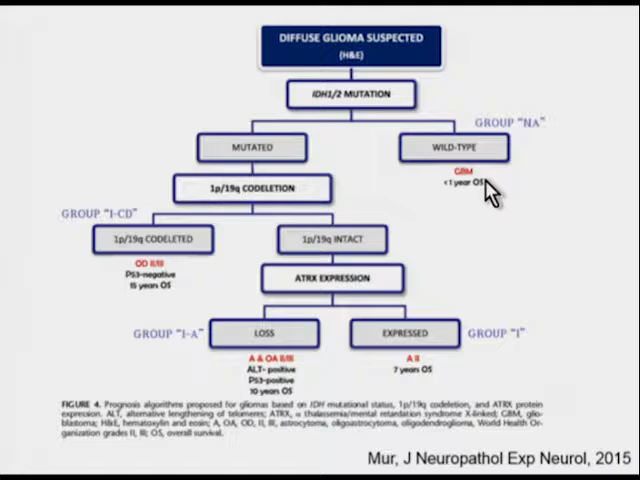 DIFFUSE GLIOMA SUSPECTED
(H&E)
IDH1/2 MUTATION
GROUP "NA"
MUTATED
WILD-TYPE
GBM
<1 year OS
1p/19q CODELETION
GROUP "I-CD"
1p/19q CODELETED
1p/19q INTACT
OD II/III
P53-negative
15 years OS
ATRX EXPRESSION
GROUP "I-A"
LOSS
EXPRESSED
GROUP "I"
A & OA II/III
ALT- positive
P53-positive
10 years OS
A II
7 years OS
FIGURE 4. Prognosis algorithms proposed for gliomas based on IDH mutational status, 1p/19q codeletion, and ATRX protein
expression. ALT, alternative lengthening of telomeres; ATRX, α thalassemia/mental retardation syndrome X-linked; GBM, glio-
blastoma; H&E, hematoxylin and eosin; A, OA, OD, II, III, astrocytoma, oligoastrocytoma, oligodendroglioma, World Health Or-
ganization grades II, III; OS, overall survival.
Mur, J Neuropathol Exp Neurol, 2015